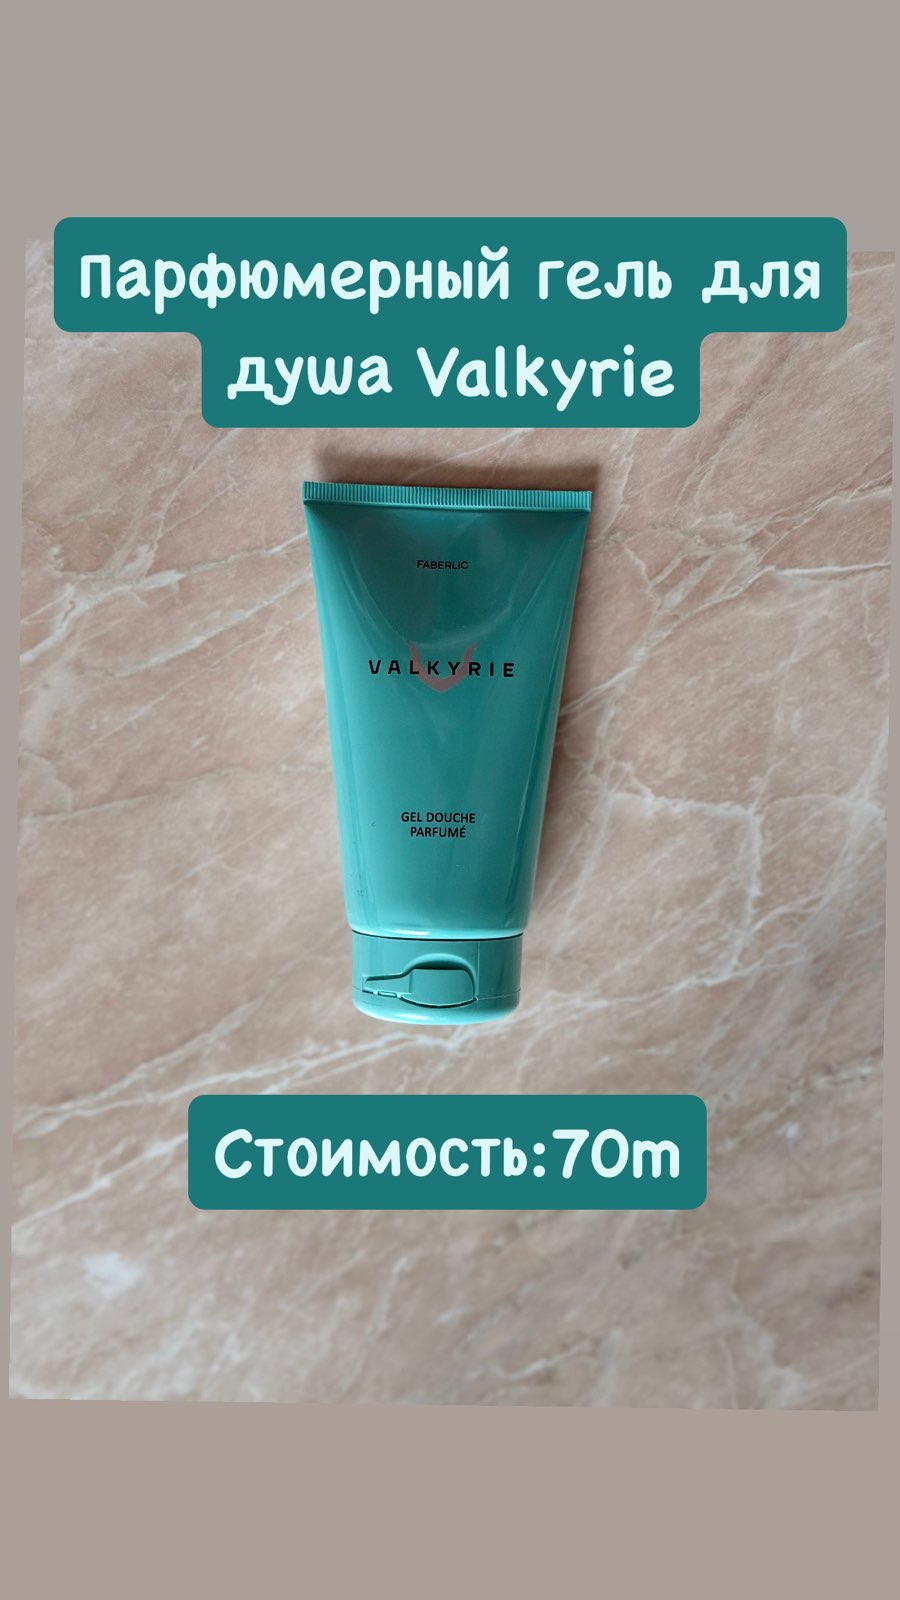 Парфюмерный гель для
душа Valkyrie
FABERLIC
VALKYRIE
GEL DOUCHE
PARFUMÉ
Стоимость:70m